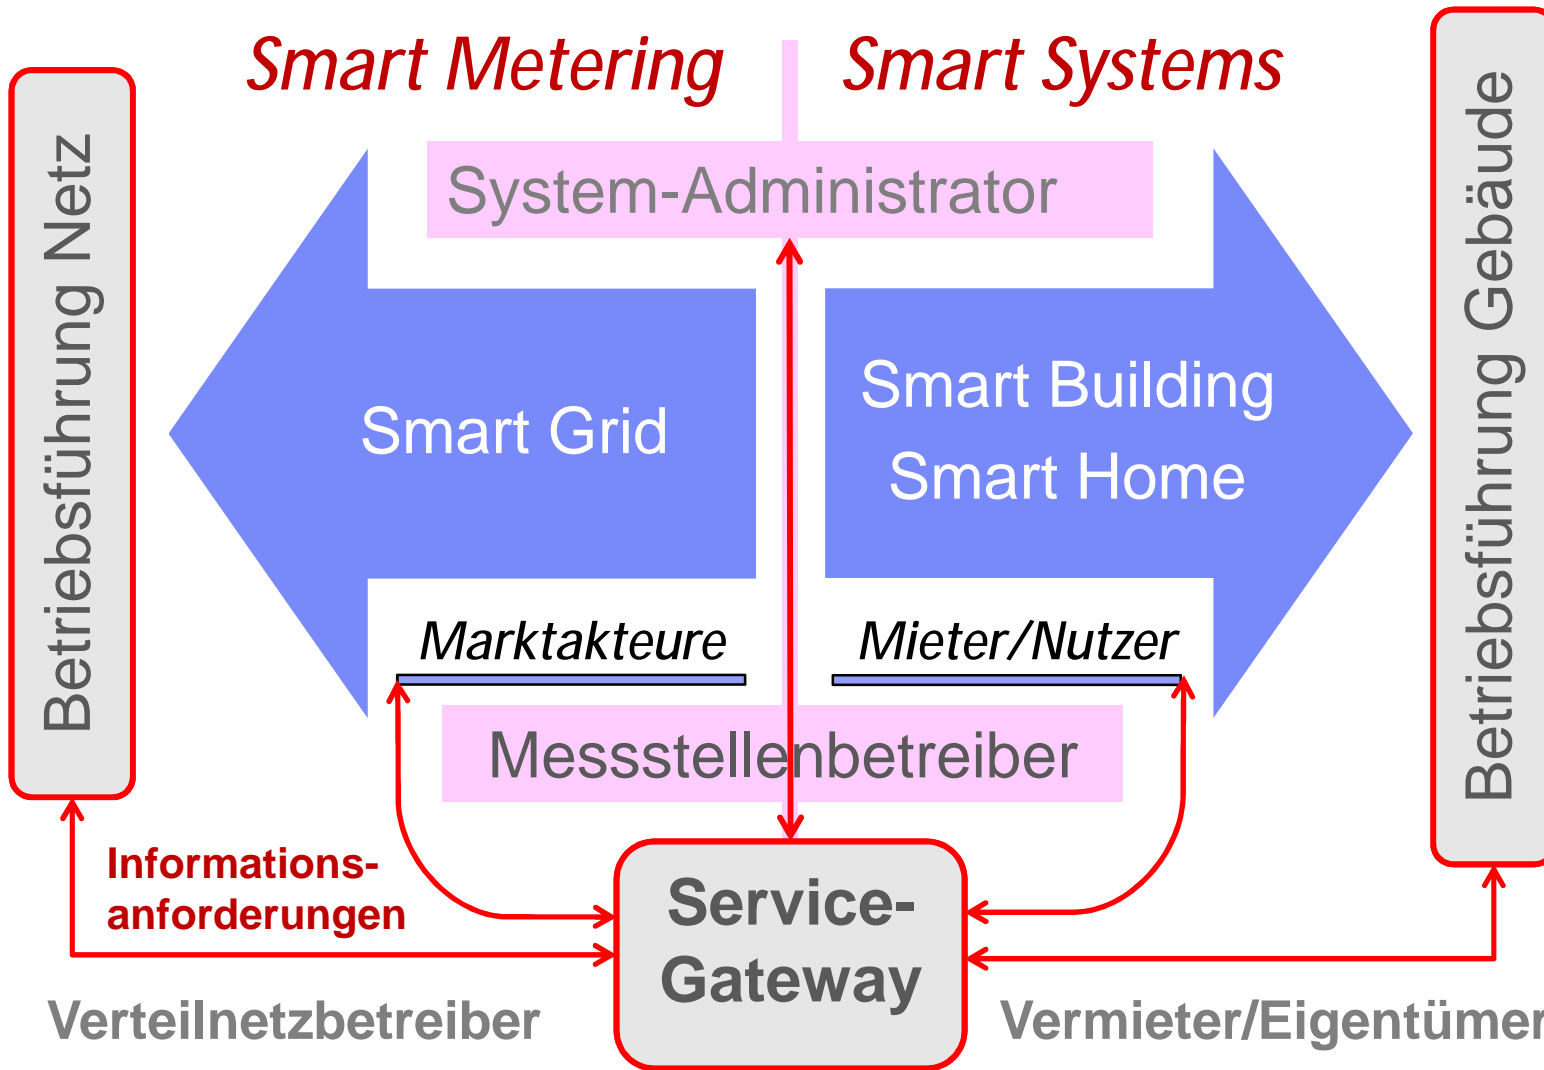 Smart Metering
Smart Systems
System-Administrator
Betriebsführung Netz
Smart Grid
Smart Building
Smart Home
Betriebsführung Gebäude
Marktakteure
Mieter/Nutzer
Messstellenbetreiber
Informations-
anforderungen
Service-
Gateway
Verteilnetzbetreiber
Vermieter/Eigentümer